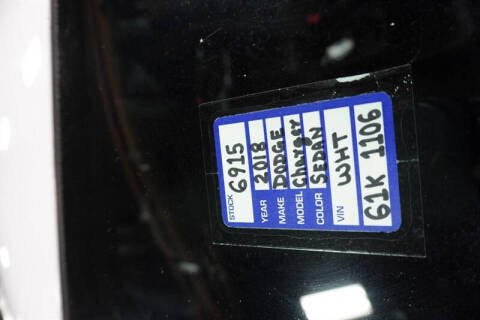 STOCK 6915
YEAR 2018
MAKE DODGE
MODEL Charger
COLOR SEDAN
VIN WHT
61K 1106